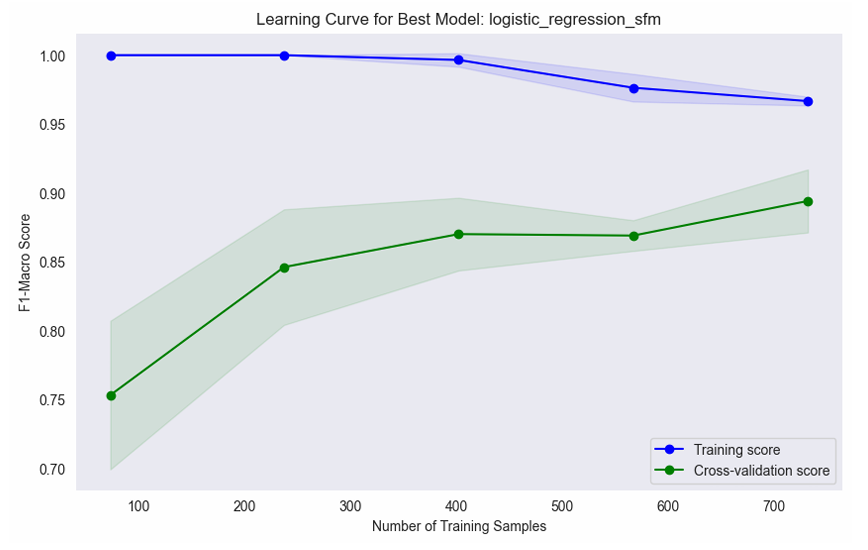 Learning Curve for Best Model: logistic_regression_sfm
1.00
0.95
0.90
0.85
0.80
0.75
0.70
F1-Macro Score
100 200 300 400 500 600 700
Number of Training Samples
Training score
Cross-validation score